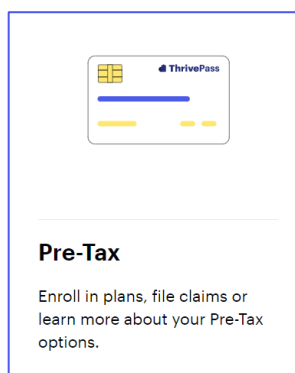 ThrivePass
Pre-Tax
Enroll in plans, file claims or
learn more about your Pre-Tax
options.